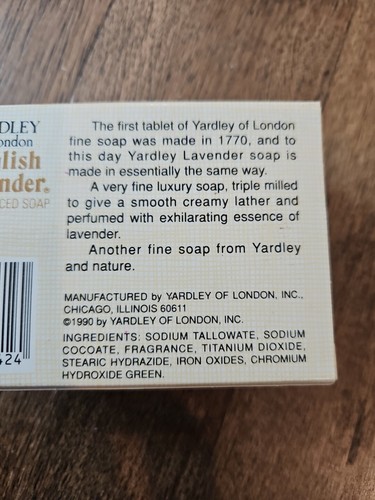 DLEY
ondon
lish
nder®
CED SOAP
424
The first tablet of Yardley of London
fine soap was made in 1770, and to
this day Yardley Lavender soap is
made in essentially the same way.
A very fine luxury soap, triple milled
to give a smooth creamy lather and
perfumed with exhilarating essence of
lavender.
Another fine soap from Yardley
and nature.
MANUFACTURED by YARDLEY OF LONDON, INC.,
CHICAGO, ILLINOIS 60611
©1990 by YARDLEY OF LONDON, INC.
INGREDIENTS: SODIUM TALLOWATE, SODIUM
COCOATE, FRAGRANCE, TITANIUM DIOXIDE,
STEARIC HYDRAZIDE, IRON OXIDES, CHROMIUM
HYDROXIDE GREEN.